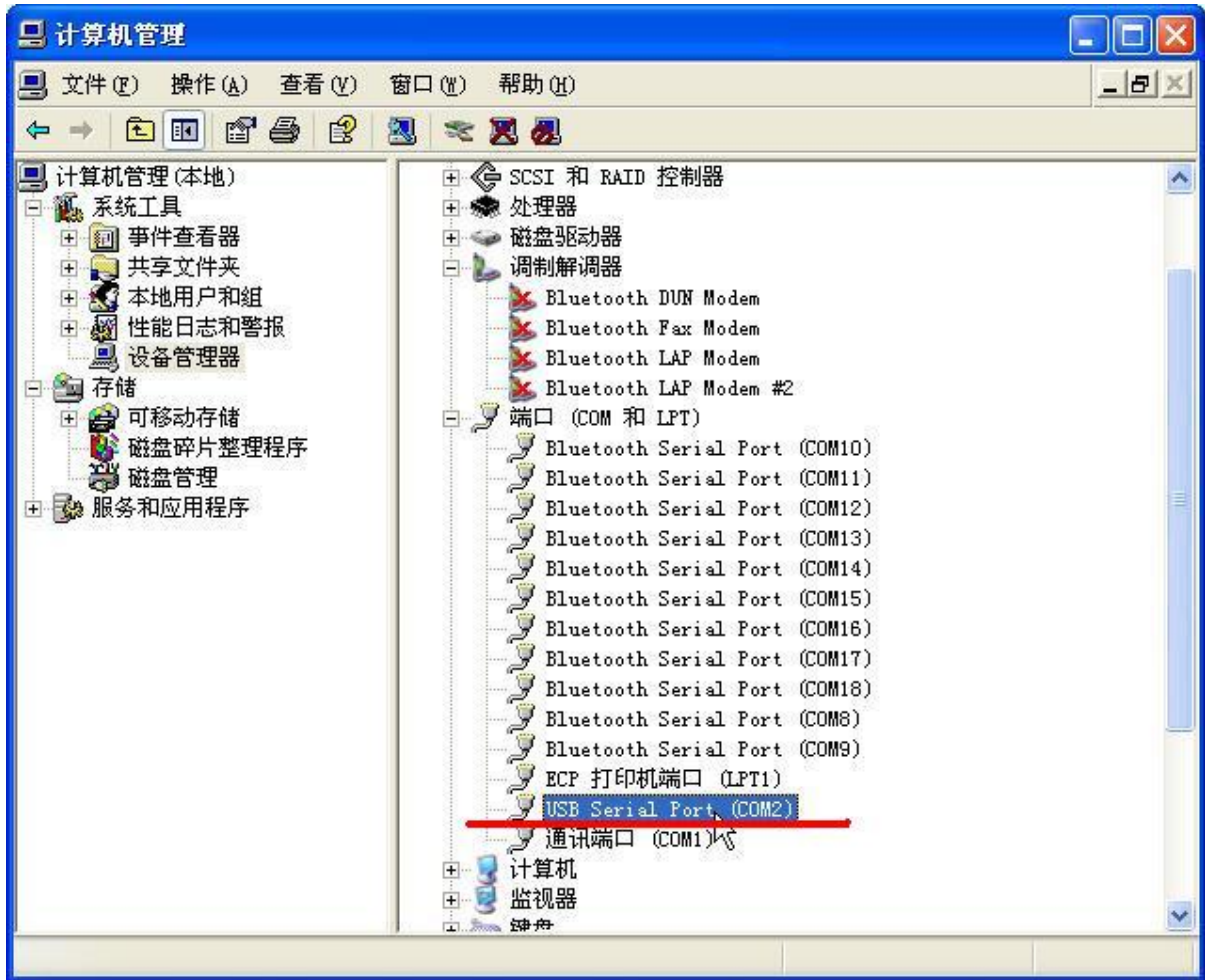 计算机管理
文件(F) 操作(A) 查看(V) 窗口(W) 帮助(H)
计算机管理(本地)
系统工具
事件查看器
共享文件夹
本地用户和组
性能日志和警报
设备管理器
存储
可移动存储
磁盘碎片整理程序
磁盘管理
服务和应用程序
SCSI 和 RAID 控制器
处理器
磁盘驱动器
调制解调器
Bluetooth DUN Modem
Bluetooth Fax Modem
Bluetooth LAP Modem
Bluetooth LAP Modem #2
端口 (COM 和 LPT)
Bluetooth Serial Port (COM10)
Bluetooth Serial Port (COM11)
Bluetooth Serial Port (COM12)
Bluetooth Serial Port (COM13)
Bluetooth Serial Port (COM14)
Bluetooth Serial Port (COM15)
Bluetooth Serial Port (COM16)
Bluetooth Serial Port (COM17)
Bluetooth Serial Port (COM18)
Bluetooth Serial Port (COM8)
Bluetooth Serial Port (COM9)
ECP 打印机端口 (LPT1)
USB Serial Port (COM2)
通讯端口 (COM1)
计算机
监视器
键盘